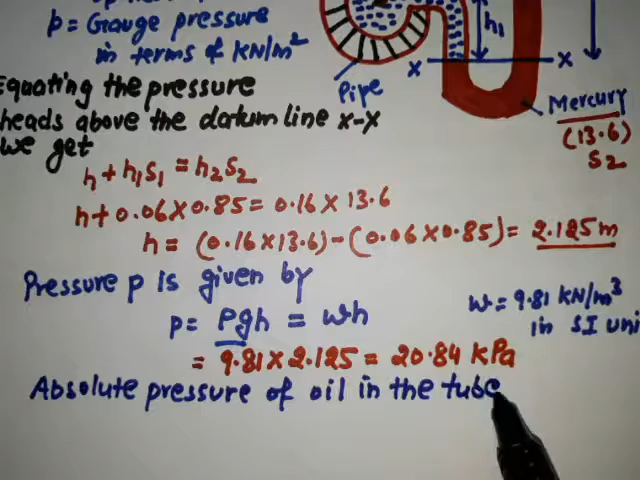 p = Gauge pressure
in terms of KN/m²
h₁
Pipe
X
X
Mercury
(13.6)
S₂
Equating the pressure
heads above the datum line X-X
we get
h + h₁S₁ = h₂S₂
h + 0.06 × 0.85 = 0.16 × 13.6
h = (0.16 × 13.6) - (0.06 × 0.85) = 2.125 m
Pressure p is given by
p = ρgh = wh
w = 9.81 KN/m³
in SI uni
= 9.81 × 2.125 = 20.84 kPa
Absolute pressure of oil in the tube